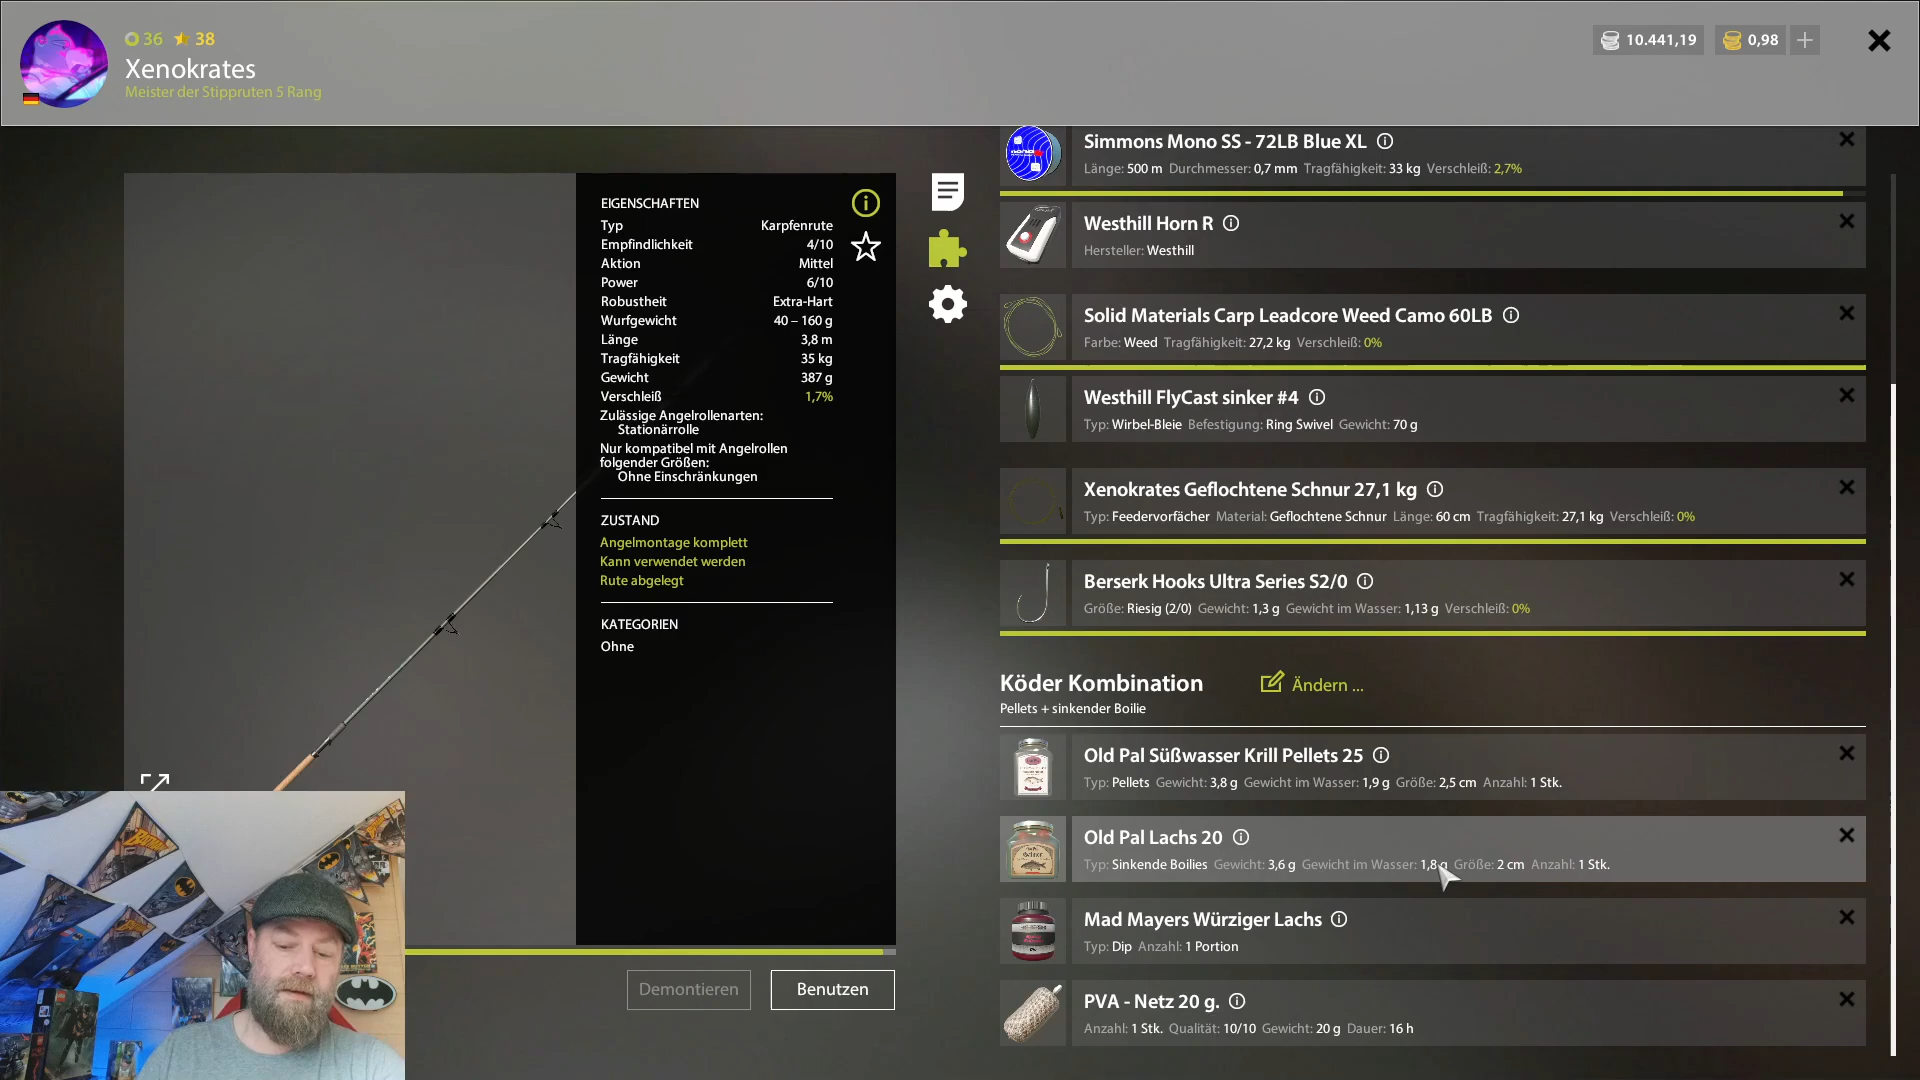 36 38
Xenokrates
Meister der Stippruten 5 Rang
10.441,19 0,98
EIGENSCHAFTEN
Typ Karpfenrute
Empfindlichkeit 4/10
Aktion Mittel
Power 6/10
Robustheit Extra-Hart
Wurfgewicht 40 – 160 g
Länge 3,8 m
Tragfähigkeit 35 kg
Gewicht 387 g
Verschleiß 1,7%
Zulässige Angelrollenarten:
Stationärrolle
Nur kompatibel mit Angelrollen
folgender Größen:
Ohne Einschränkungen
ZUSTAND
Angelmontage komplett
Kann verwendet werden
Rute abgelegt
KATEGORIEN
Ohne
Demontieren Benutzen
Simmons Mono SS - 72LB Blue XL
Länge: 500 m Durchmesser: 0,7 mm Tragfähigkeit: 33 kg Verschleiß: 2,7%
Westhill Horn R
Hersteller: Westhill
Solid Materials Carp Leadcore Weed Camo 60LB
Farbe: Weed Tragfähigkeit: 27,2 kg Verschleiß: 0%
Westhill FlyCast sinker #4
Typ: Wirbel-Bleie Befestigung: Ring Swivel Gewicht: 70 g
Xenokrates Geflochtene Schnur 27,1 kg
Typ: Feedervorfächer Material: Geflochtene Schnur Länge: 60 cm Tragfähigkeit: 27,1 kg Verschleiß: 0%
Berserk Hooks Ultra Series S2/0
Größe: Riesig (2/0) Gewicht: 1,3 g Gewicht im Wasser: 1,13 g Verschleiß: 0%
Köder Kombination Ändern ...
Pellets + sinkender Boilie
Old Pal Süßwasser Krill Pellets 25
Typ: Pellets Gewicht: 3,8 g Gewicht im Wasser: 1,9 g Größe: 2,5 cm Anzahl: 1 Stk.
Old Pal Lachs 20
Typ: Sinkende Boilies Gewicht: 3,6 g Gewicht im Wasser: 1,8 g Größe: 2 cm Anzahl: 1 Stk.
Mad Mayers Würziger Lachs
Typ: Dip Anzahl: 1 Portion
PVA - Netz 20 g.
Anzahl: 1 Stk. Qualität: 10/10 Gewicht: 20 g Dauer: 16 h